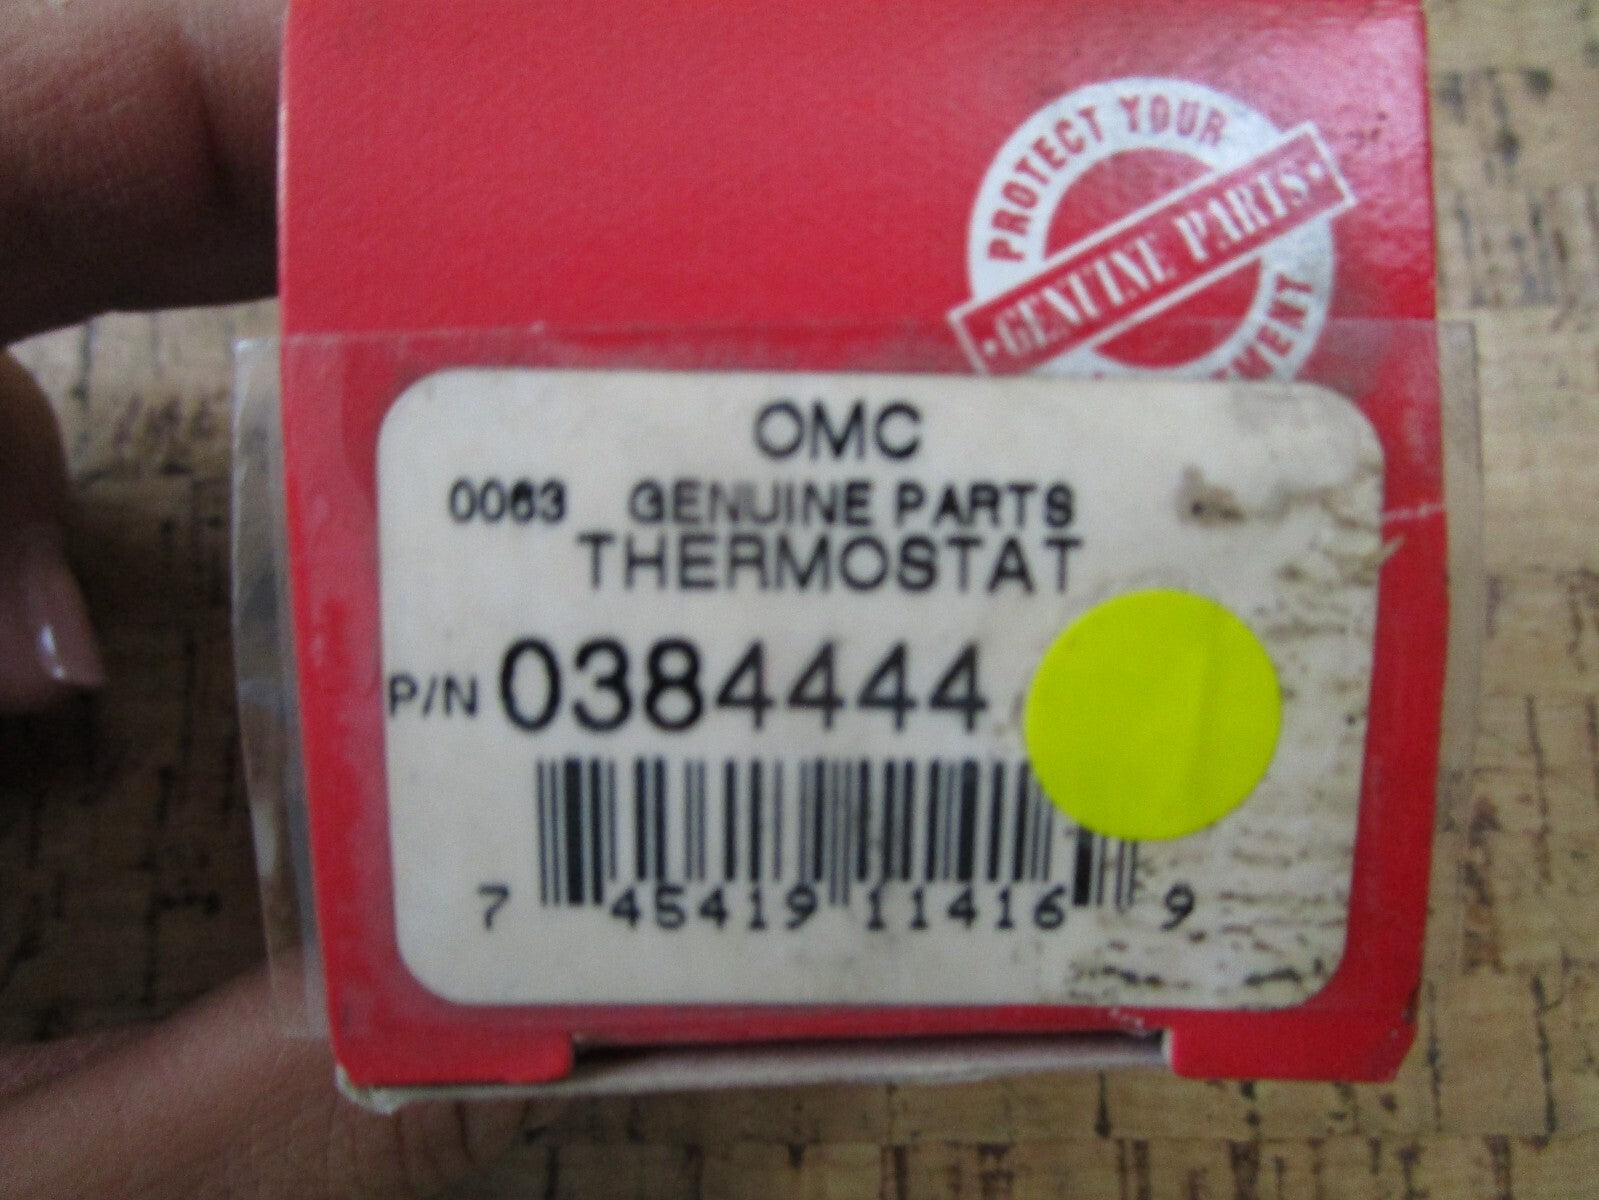 PROTECT YOUR
·GENUINE PARTS·
OMC
0063 GENUINE PARTS
THERMOSTAT
P/N 0384444
7 45419 11416 9